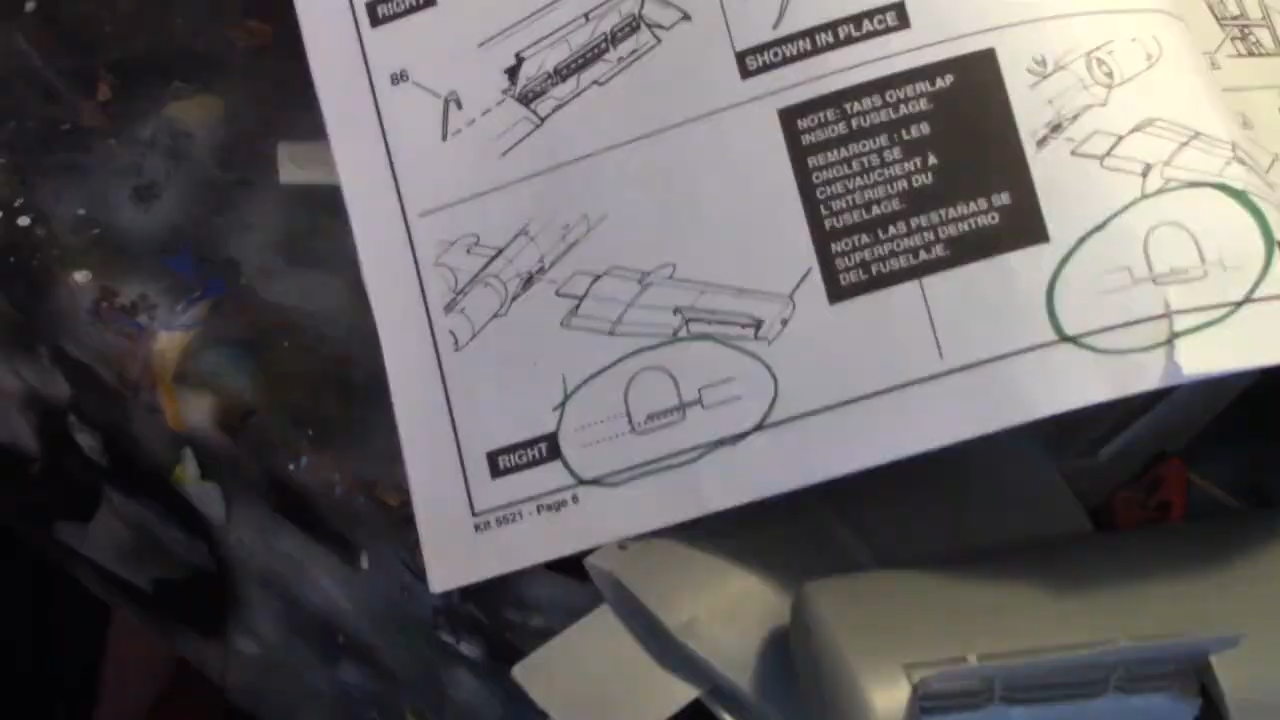 RIGHT
86
SHOWN IN PLACE
NOTE: TABS OVERLAP
INSIDE FUSELAGE.
REMARQUE : LES
ONGLETS SE
CHEVAUCHENT À
L'INTÉRIEUR DU
FUSELAGE.
NOTA: LAS PESTAÑAS SE
SUPERPONEN DENTRO
DEL FUSELAJE.
RIGHT
Kit 5521 - Page 6